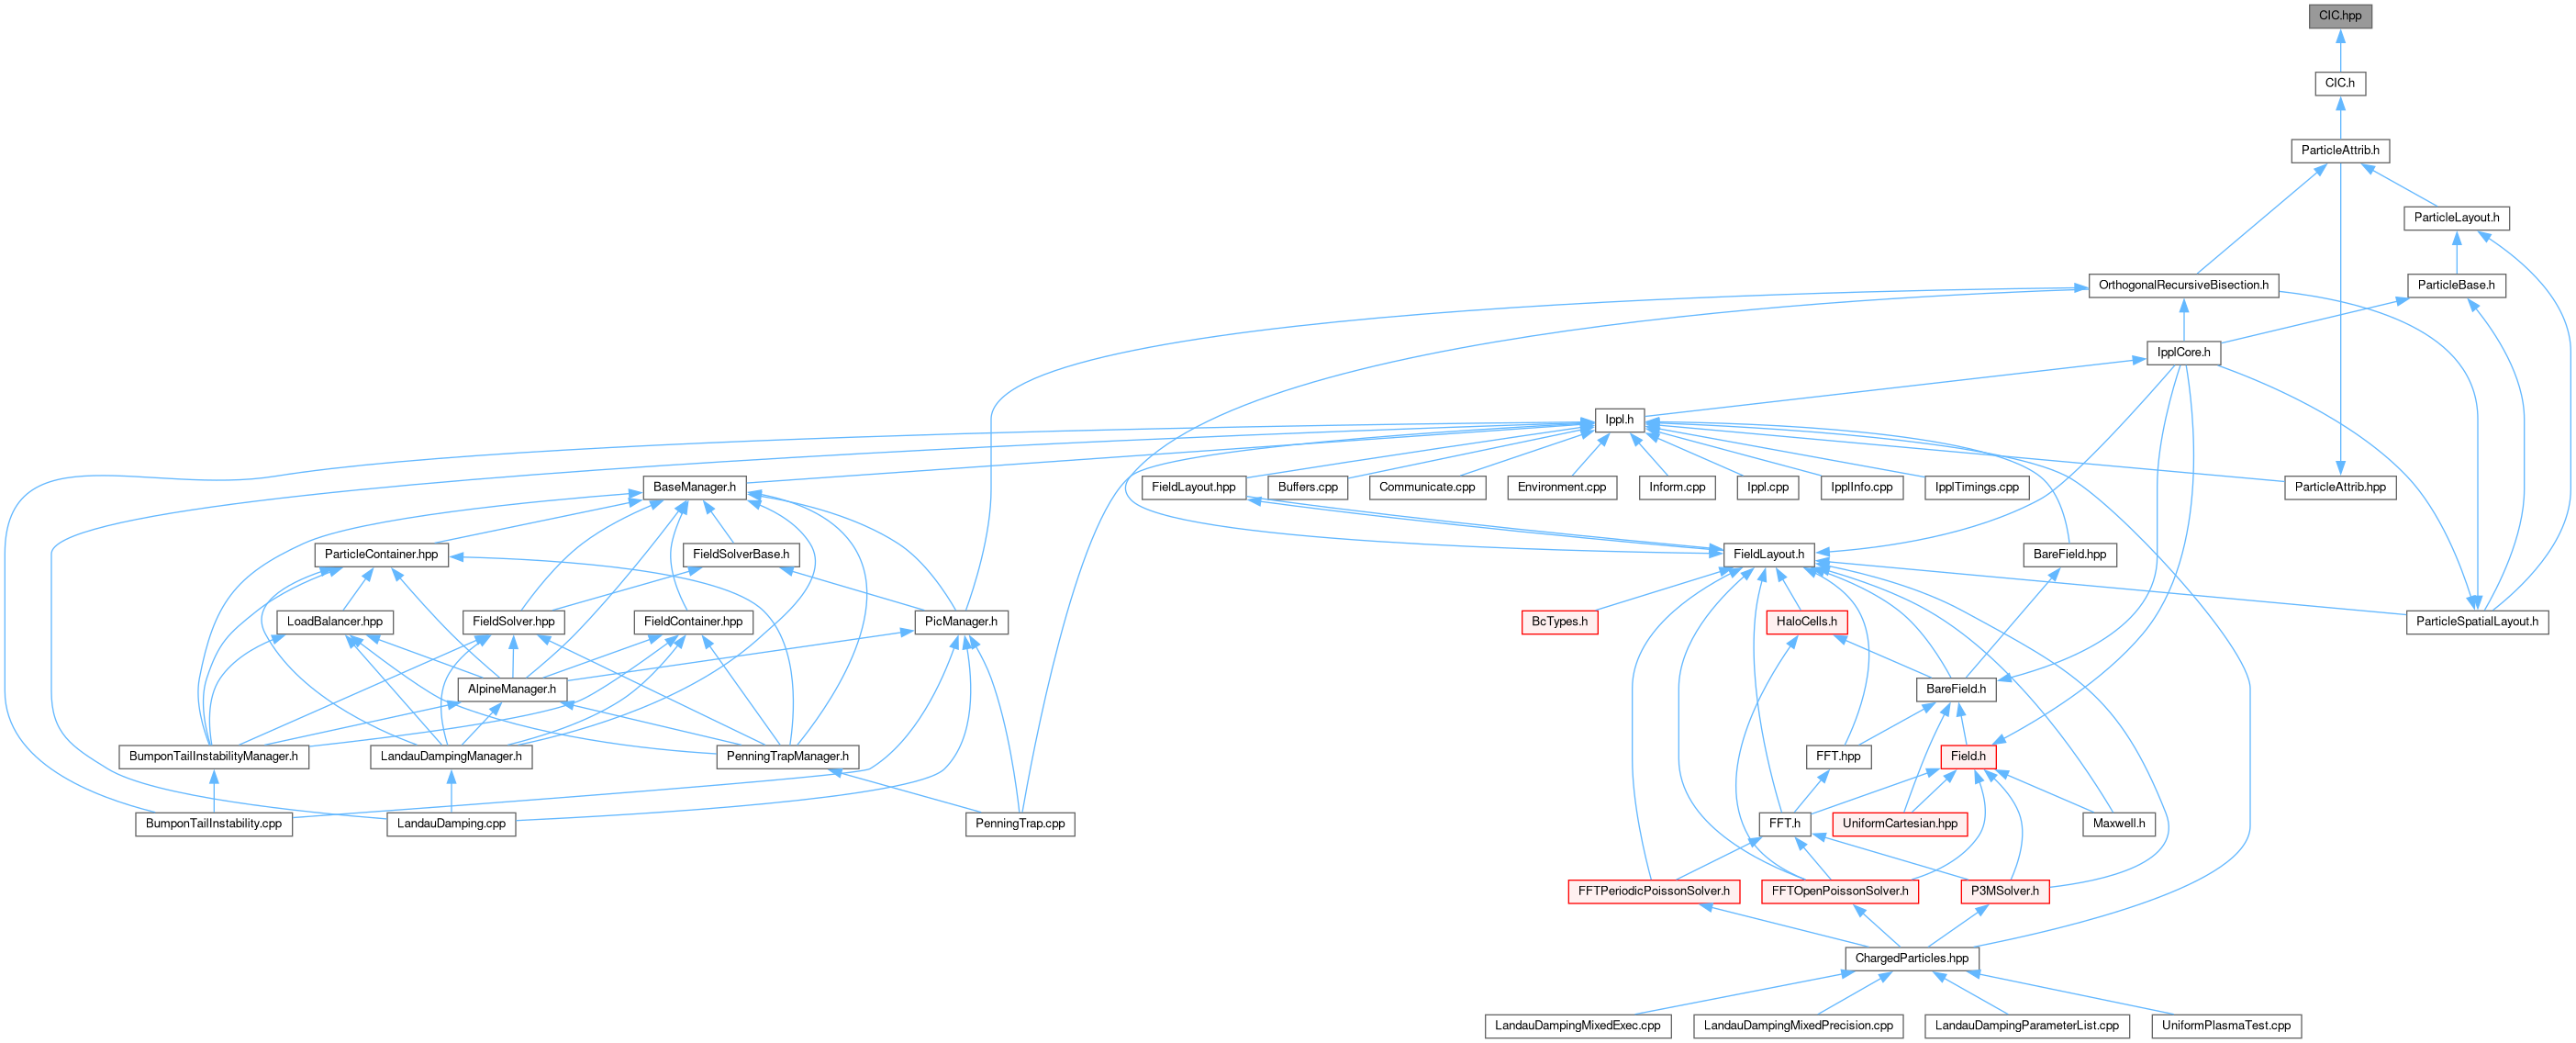 CIC.hpp
CIC.h
ParticleAttrib.h
ParticleLayout.h
OrthogonalRecursiveBisection.h
ParticleBase.h
IpplCore.h
Ippl.h
BaseManager.h
FieldLayout.hpp
Buffers.cpp
Communicate.cpp
Environment.cpp
Inform.cpp
Ippl.cpp
IpplInfo.cpp
IpplTimings.cpp
ParticleAttrib.hpp
ParticleContainer.hpp
FieldSolverBase.h
FieldLayout.h
BareField.hpp
LoadBalancer.hpp
FieldSolver.hpp
FieldContainer.hpp
PicManager.h
BcTypes.h
HaloCells.h
ParticleSpatialLayout.h
AlpineManager.h
BareField.h
BumponTailInstabilityManager.h
LandauDampingManager.h
PenningTrapManager.h
FFT.hpp
Field.h
BumponTailInstability.cpp
LandauDamping.cpp
PenningTrap.cpp
FFT.h
UniformCartesian.hpp
Maxwell.h
FFTPeriodicPoissonSolver.h
FFTOpenPoissonSolver.h
P3MSolver.h
ChargedParticles.hpp
LandauDampingMixedExec.cpp
LandauDampingMixedPrecision.cpp
LandauDampingParameterList.cpp
UniformPlasmaTest.cpp